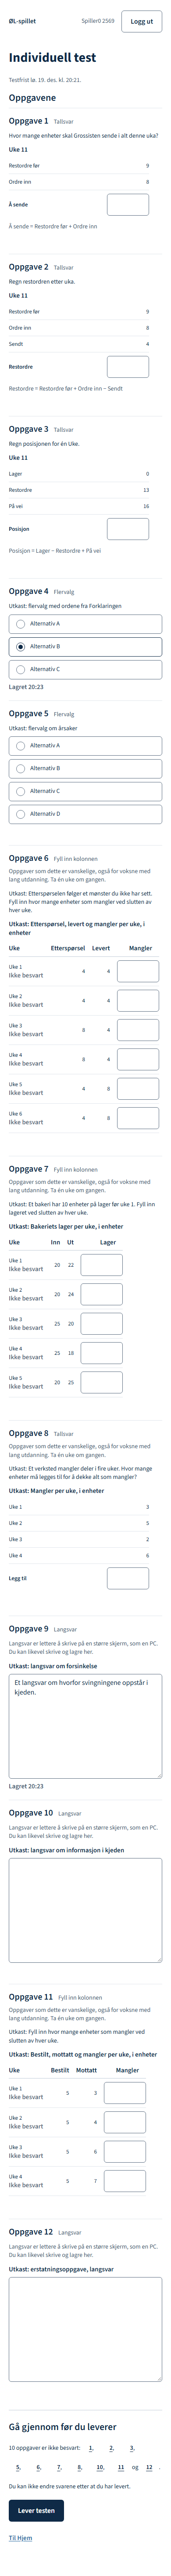 ØL-spillet
Spiller0 2569
Logg ut
Individuell test
Testfrist lø. 19. des. kl. 20:21.
Oppgavene
Oppgave 1 Tallsvar
Hvor mange enheter skal Grossisten sende i alt denne uka?
Uke 11
Restordre før 9
Ordre inn 8
Å sende
Å sende = Restordre før + Ordre inn
Oppgave 2 Tallsvar
Regn restordren etter uka.
Uke 11
Restordre før 9
Ordre inn 8
Sendt 4
Restordre
Restordre = Restordre før + Ordre inn − Sendt
Oppgave 3 Tallsvar
Regn posisjonen for én Uke.
Uke 11
Lager 0
Restordre 13
På vei 16
Posisjon
Posisjon = Lager − Restordre + På vei
Oppgave 4 Flervalg
Utkast: flervalg med ordene fra Forklaringen
Alternativ A
Alternativ B
Alternativ C
Lagret 20:23
Oppgave 5 Flervalg
Utkast: flervalg om årsaker
Alternativ A
Alternativ B
Alternativ C
Alternativ D
Oppgave 6 Fyll inn kolonnen
Oppgaver som dette er vanskelige, også for voksne med
lang utdanning. Ta én uke om gangen.
Utkast: Etterspørselen følger et mønster du ikke har sett.
Fyll inn hvor mange enheter som mangler ved slutten av
hver uke.
Utkast: Etterspørsel, levert og mangler per uke, i
enheter
Uke Etterspørsel Levert Mangler
Uke 1
Ikke besvart 4 4
Uke 2
Ikke besvart 4 4
Uke 3
Ikke besvart 8 4
Uke 4
Ikke besvart 8 4
Uke 5
Ikke besvart 4 8
Uke 6
Ikke besvart 4 8
Oppgave 7 Fyll inn kolonnen
Oppgaver som dette er vanskelige, også for voksne med
lang utdanning. Ta én uke om gangen.
Utkast: Et bakeri har 10 enheter på lager før uke 1. Fyll inn
lageret ved slutten av hver uke.
Utkast: Bakeriets lager per uke, i enheter
Uke Inn Ut Lager
Uke 1
Ikke besvart 20 22
Uke 2
Ikke besvart 20 24
Uke 3
Ikke besvart 25 20
Uke 4
Ikke besvart 25 18
Uke 5
Ikke besvart 20 25
Oppgave 8 Tallsvar
Oppgaver som dette er vanskelige, også for voksne med
lang utdanning. Ta én uke om gangen.
Utkast: Et verksted mangler deler i fire uker. Hvor mange
enheter må legges til for å dekke alt som mangler?
Utkast: Mangler per uke, i enheter
Uke 1 3
Uke 2 5
Uke 3 2
Uke 4 6
Legg til
Oppgave 9 Langsvar
Langsvar er lettere å skrive på en større skjerm, som en PC.
Du kan likevel skrive og lagre her.
Utkast: langsvar om forsinkelse
Et langsvar om hvorfor svingningene oppstår i
kjeden.
Lagret 20:23
Oppgave 10 Langsvar
Langsvar er lettere å skrive på en større skjerm, som en PC.
Du kan likevel skrive og lagre her.
Utkast: langsvar om informasjon i kjeden
Oppgave 11 Fyll inn kolonnen
Oppgaver som dette er vanskelige, også for voksne med
lang utdanning. Ta én uke om gangen.
Utkast: Fyll inn hvor mange enheter som mangler ved
slutten av hver uke.
Utkast: Bestilt, mottatt og mangler per uke, i enheter
Uke Bestilt Mottatt Mangler
Uke 1
Ikke besvart 5 3
Uke 2
Ikke besvart 5 4
Uke 3
Ikke besvart 5 6
Uke 4
Ikke besvart 5 7
Oppgave 12 Langsvar
Langsvar er lettere å skrive på en større skjerm, som en PC.
Du kan likevel skrive og lagre her.
Utkast: erstatningsoppgave, langsvar
Gå gjennom før du leverer
10 oppgaver er ikke besvart: 1, 2, 3,
5, 6, 7, 8, 10, 11 og 12 .
Du kan ikke endre svarene etter at du har levert.
Lever testen
Til Hjem